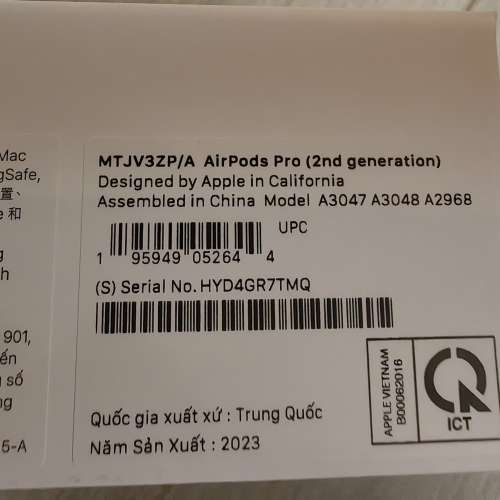 Mac
gSafe,
置、
e 和
g
h
901,
ến
số
ng
5-A
MTJV3ZP/A AirPods Pro (2nd generation)
Designed by Apple in California
Assembled in China Model A3047 A3048 A2968
UPC
1 95949 05264 4
(S) Serial No. HYD4GR7TMQ
APPLE VIETNAM
B00062016
ICT
Quốc gia xuất xứ : Trung Quốc
Năm Sản Xuất : 2023